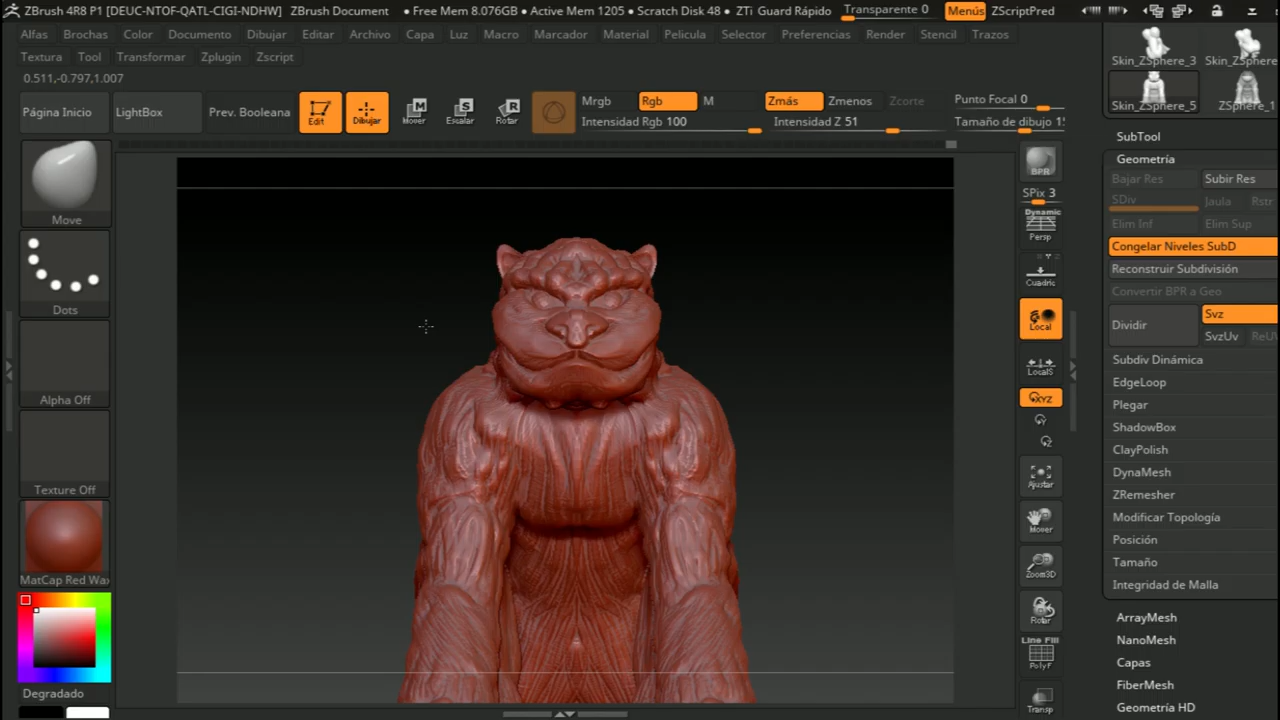 ZBrush 4R8 P1 [DEUC-NTOF-QATL-CIGI-NDHW] ZBrush Document • Free Mem 8.076GB • Active Mem 1205 • Scratch Disk 48 • ZTi Guard Rápido Transparente 0 Menús ZScriptPred
Alfas Brochas Color Documento Dibujar Editar Archivo Capa Luz Macro Marcador Material Pelicula Selector Preferencias Render Stencil Trazos
Textura Tool Transformar Zplugin Zscript
0.511,-0.797,1.007
Página Inicio LightBox Prev. Booleana Edit Dibujar Mover Escalar Rotar
Mrgb Rgb M Zmás Zmenos Zcorte Punto Focal 0
Intensidad Rgb 100 Intensidad Z 51 Tamaño de dibujo
Move
Dots
Alpha Off
Texture Off
MatCap Red Wax
Degradado
BPR
SPix 3
Dynamic
Persp
Cuadric
Local
LocalS
XYZ
Y
Z
Ajustar
Mover
Zoom3D
Rotar
Line Fill
PolyF
Transp
Skin_ZSphere_3 Skin_ZSphere
Skin_ZSphere_5 ZSphere_1
SubTool
Geometría
Bajar Res Subir Res
SDiv Jaula Rstr
Elim Inf Elim Sup
Congelar Niveles SubD
Reconstruir Subdivisión
Convertir BPR a Geo
Dividir Svz
SvzUv ReU
Subdiv Dinámica
EdgeLoop
Plegar
ShadowBox
ClayPolish
DynaMesh
ZRemesher
Modificar Topología
Posición
Tamaño
Integridad de Malla
ArrayMesh
NanoMesh
Capas
FiberMesh
Geometría HD